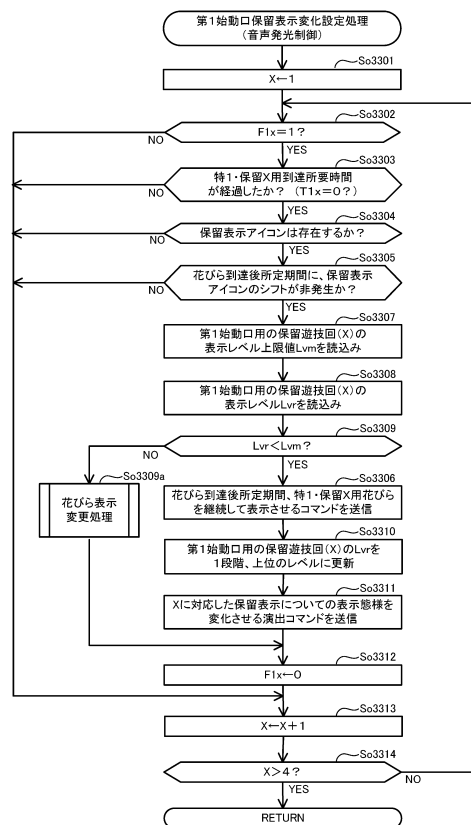 第1始動口保留表示変化設定処理
(音声発光制御)
So3301
X←1
So3302
F1x=1?
NO
YES
So3303
特1・保留X用到達所要時間
が経過したか? (T1x=0?)
NO
YES
So3304
保留表示アイコンは存在するか?
NO
YES
So3305
花びら到達後所定期間に、保留表示
アイコンのシフトが非発生か?
NO
YES
So3307
第1始動口用の保留遊技回(X)の
表示レベル上限値Lvmを読込み
So3308
第1始動口用の保留遊技回(X)の
表示レベルLvrを読込み
So3309
Lvr<Lvm?
NO
YES
So3309a
花びら表示
変更処理
So3306
花びら到達後所定期間、特1・保留X用花びら
を継続して表示させるコマンドを送信
So3310
第1始動口用の保留遊技回(X)のLvrを
1段階、上位のレベルに更新
So3311
Xに対応した保留表示についての表示態様を
変化させる演出コマンドを送信
So3312
F1x←0
So3313
X←X+1
So3314
X>4?
NO
YES
RETURN